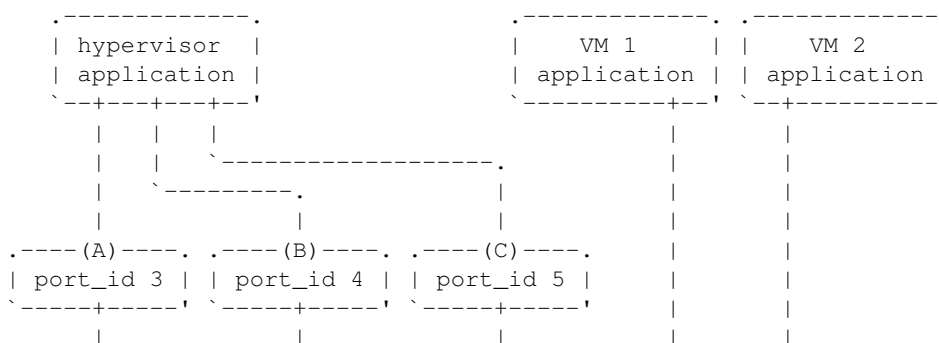 hypervisor VM 1 VM 2
application application application
(A) (B) (C)
port_id 3 port_id 4 port_id 5